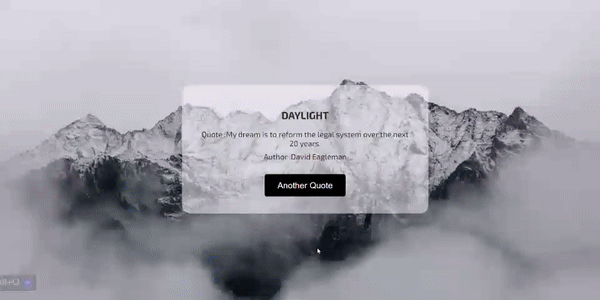 DAYLIGHT
Quote: My dream is to reform the legal system over the next
20 years.
Author: David Eagleman
Another Quote